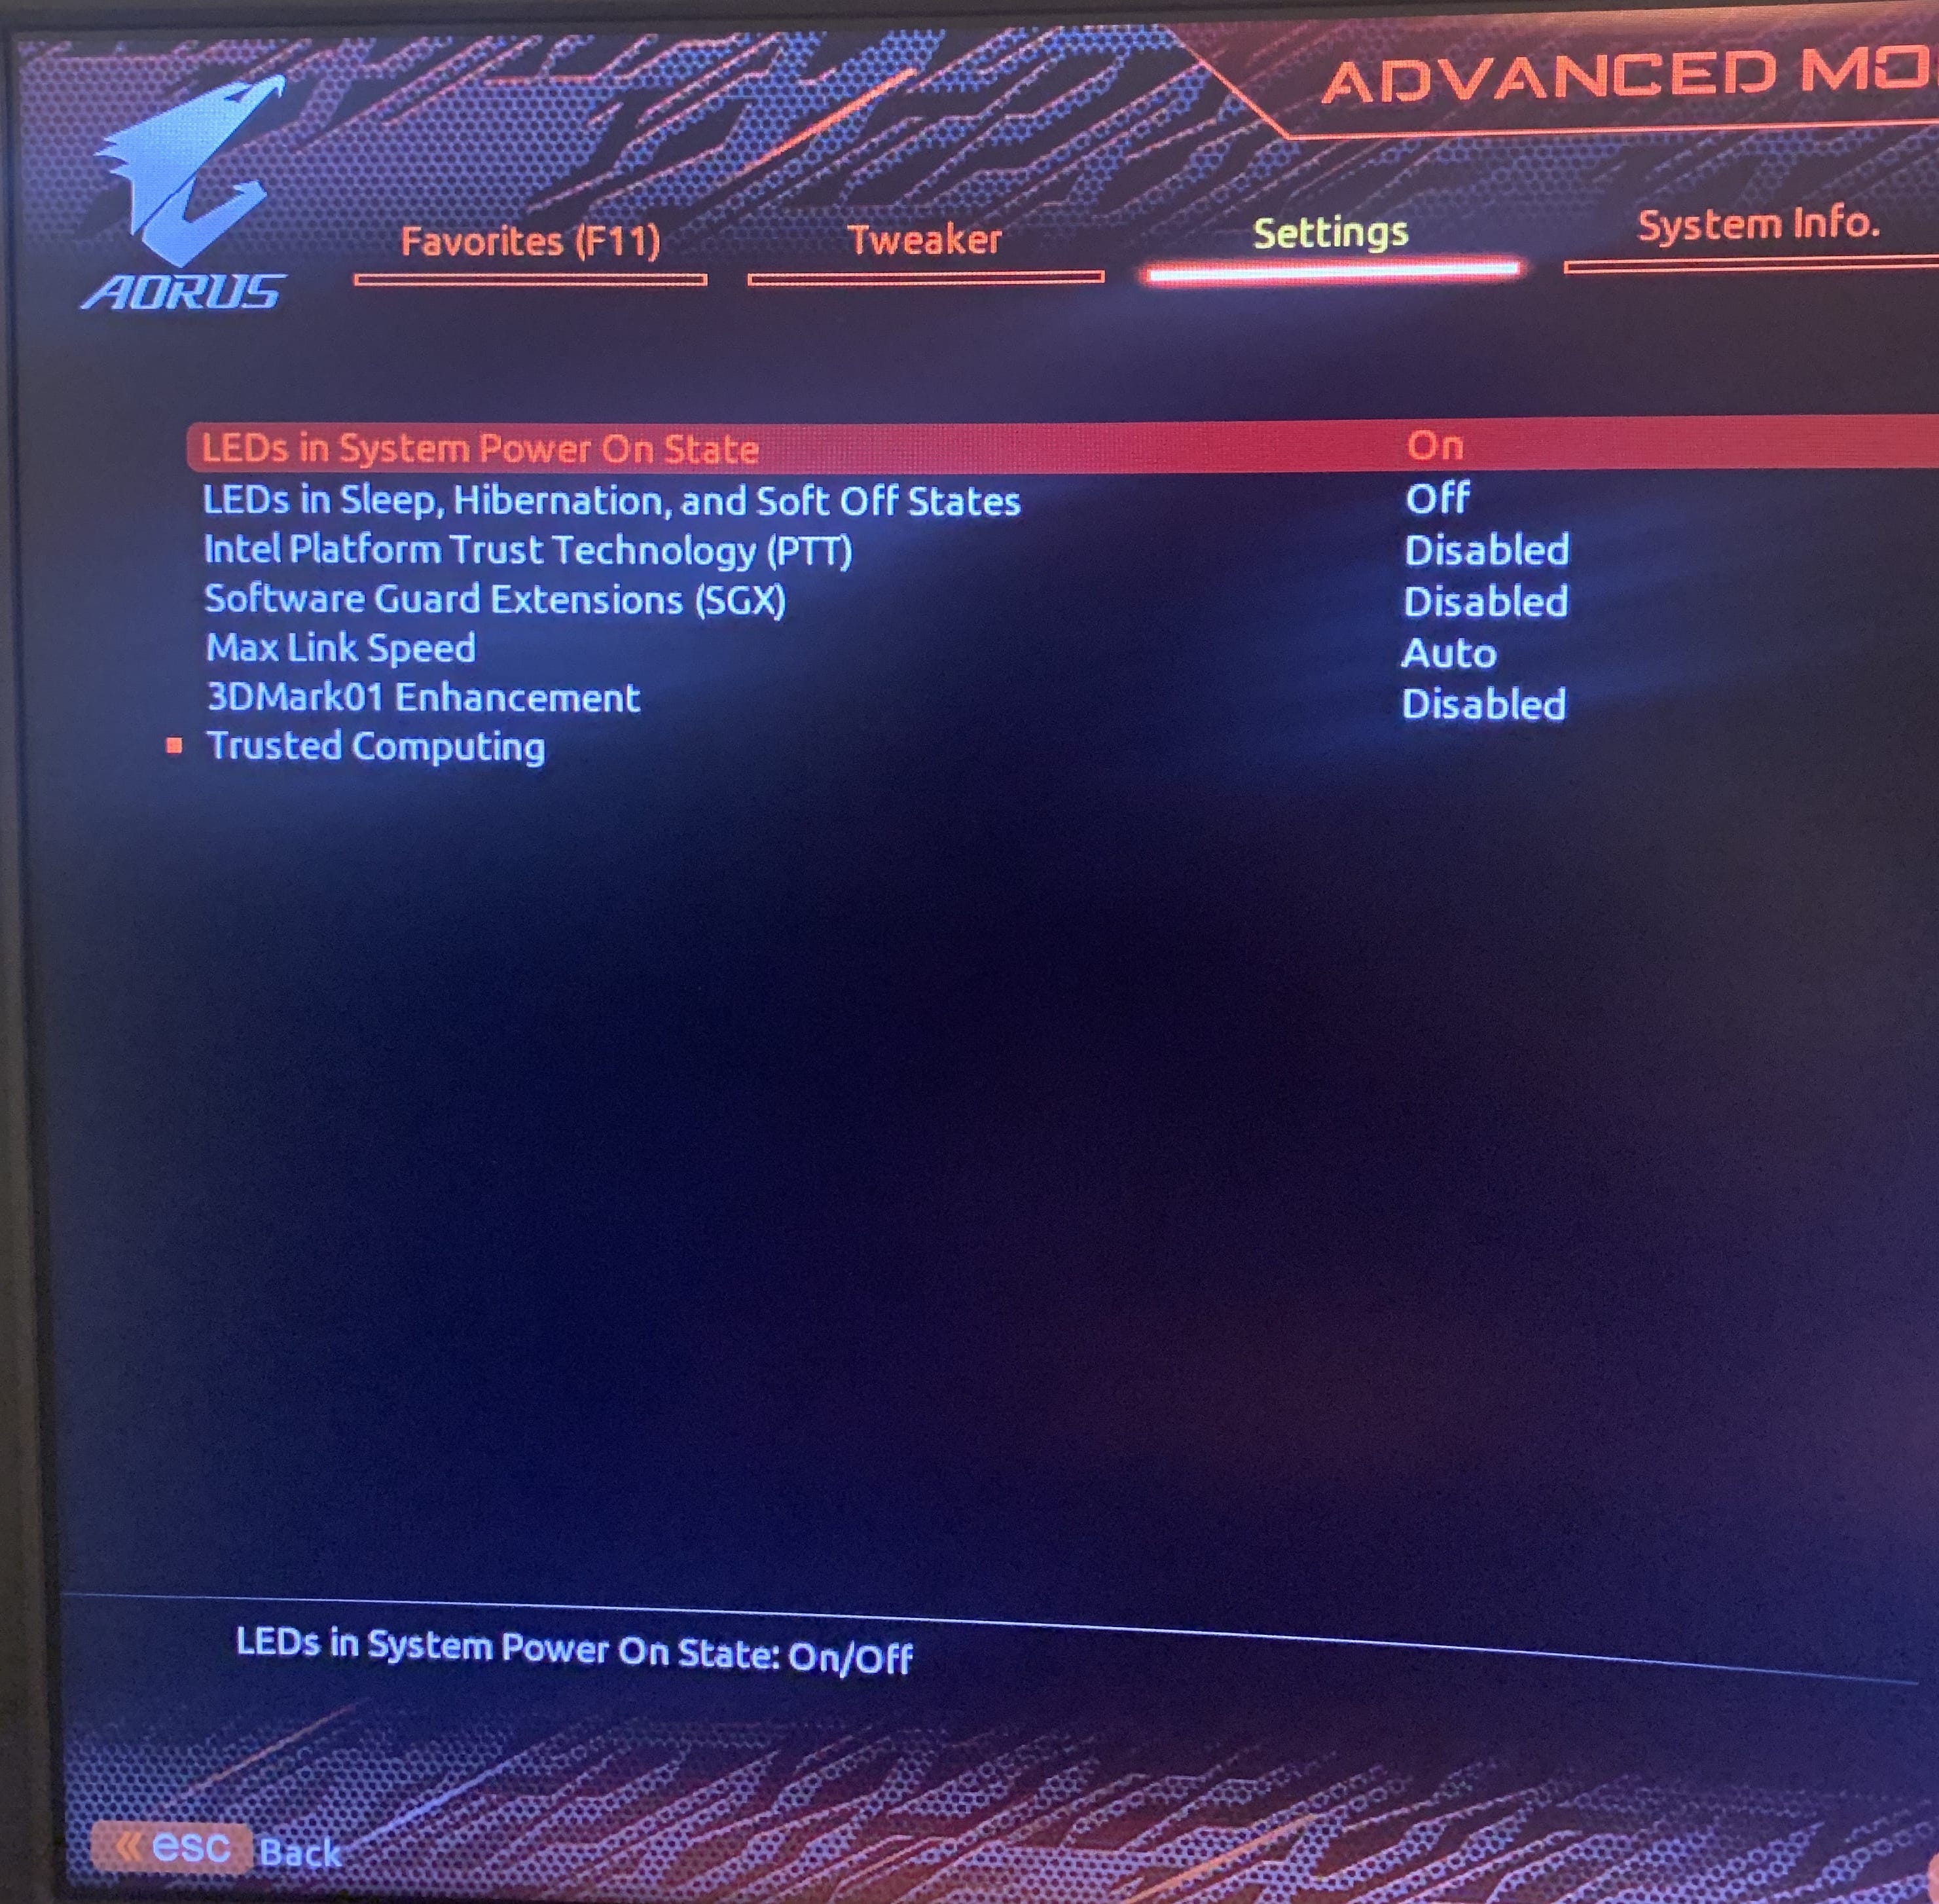 ADVANCED MO
AORUS
Favorites (F11)
Tweaker
Settings
System Info.
LEDs in System Power On State On
LEDs in Sleep, Hibernation, and Soft Off States Off
Intel Platform Trust Technology (PTT) Disabled
Software Guard Extensions (SGX) Disabled
Max Link Speed Auto
3DMark01 Enhancement Disabled
Trusted Computing
LEDs in System Power On State: On/Off
« esc Back